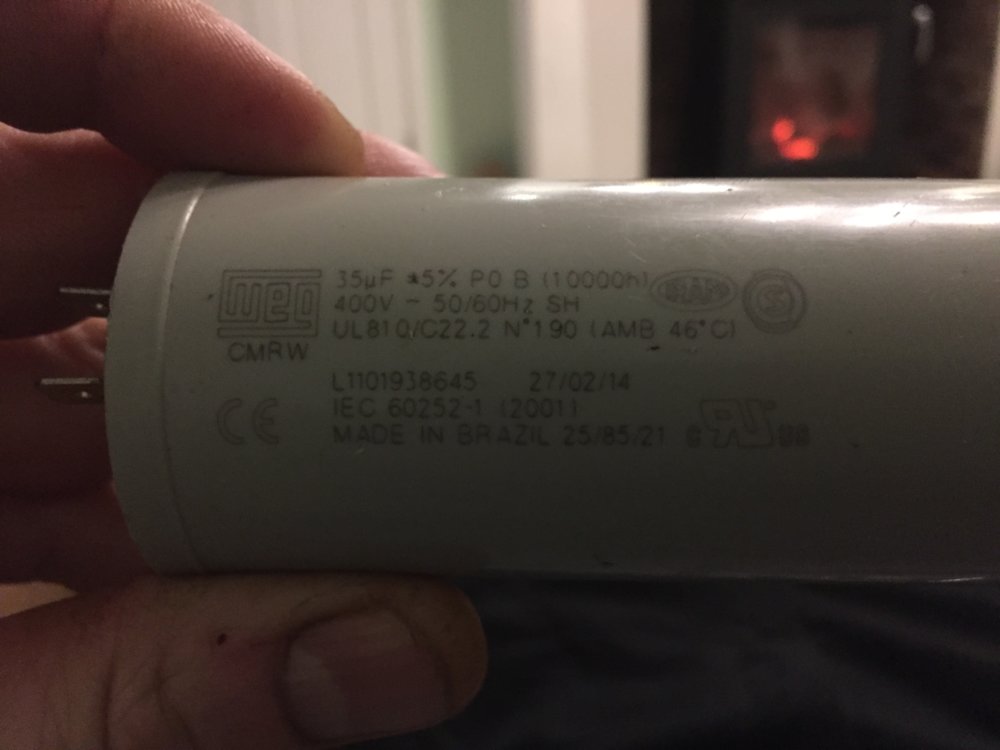 WEG
CMRW
35µF ±5% P0 B (10000h)
400V ~ 50/60Hz SH
UL810/C22.2 N°190 (AMB 46°C)
IRAM
S
L1101938645 27/02/14
IEC 60252-1 (2001)
MADE IN BRAZIL 25/85/21
CE